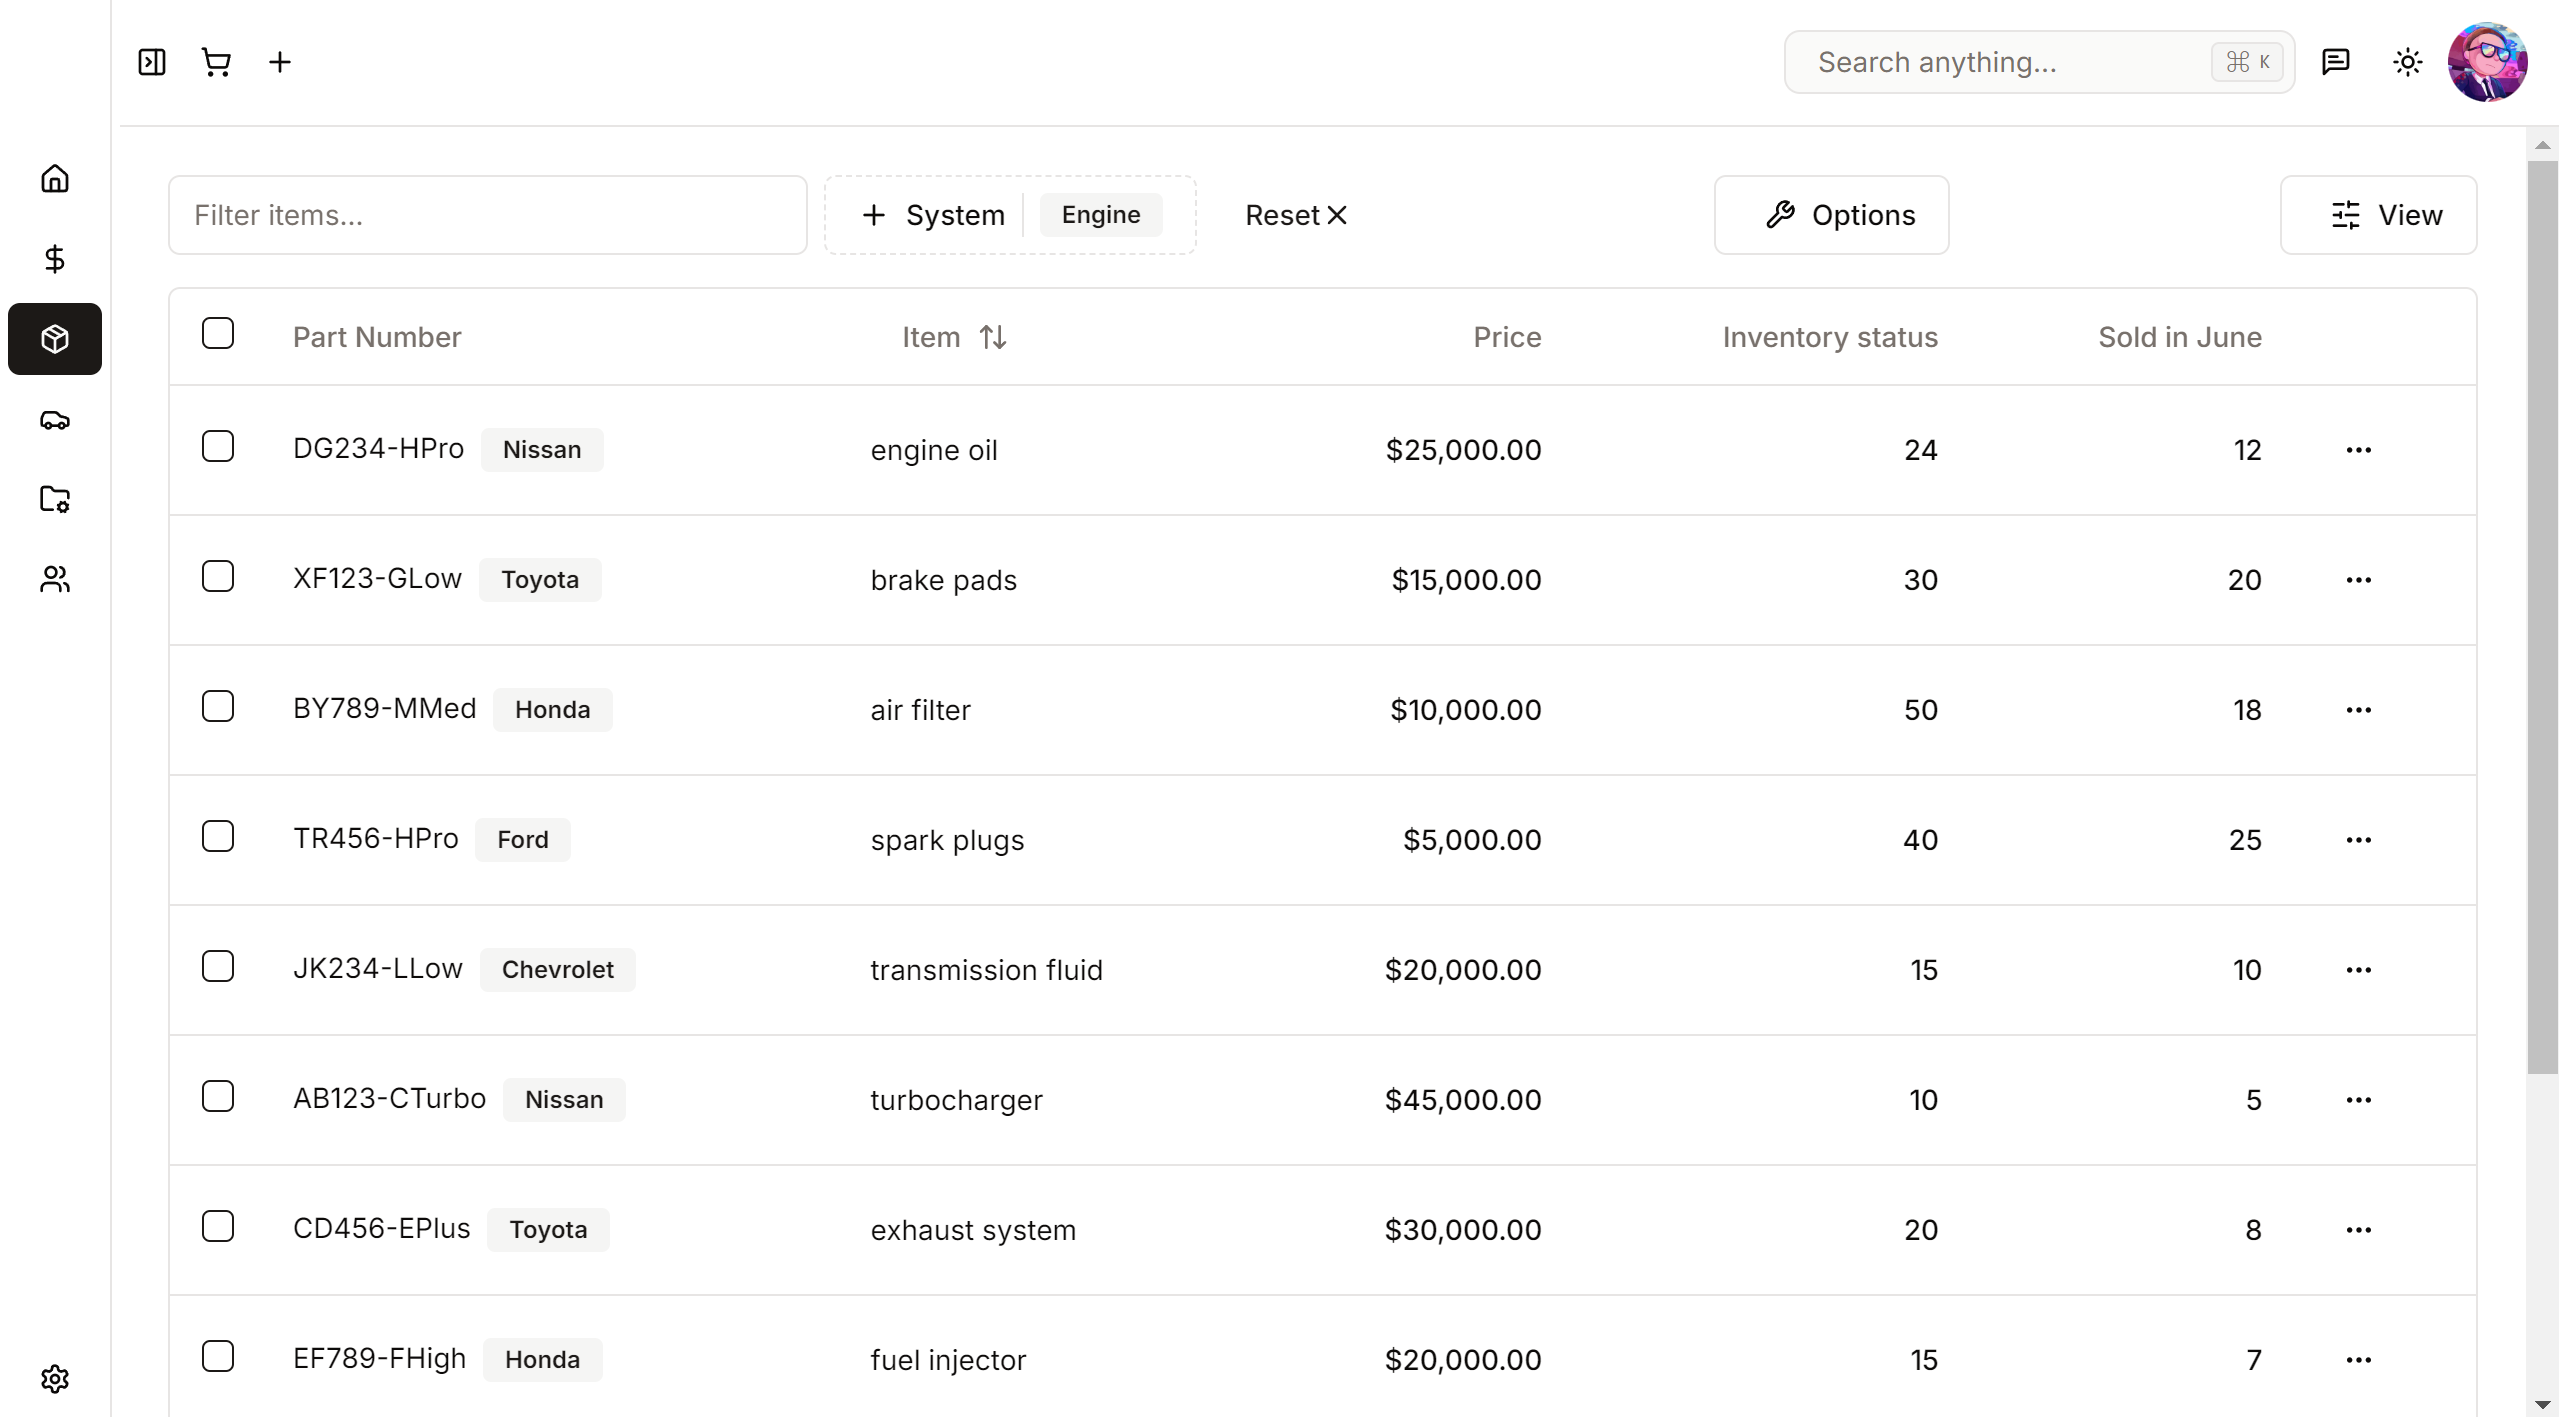 Search anything... ⌘ K
Filter items... System Engine Reset Options View
Part Number Item Price Inventory status Sold in June
DG234-HPro Nissan engine oil $25,000.00 24 12
XF123-GLow Toyota brake pads $15,000.00 30 20
BY789-MMed Honda air filter $10,000.00 50 18
TR456-HPro Ford spark plugs $5,000.00 40 25
JK234-LLow Chevrolet transmission fluid $20,000.00 15 10
AB123-CTurbo Nissan turbocharger $45,000.00 10 5
CD456-EPlus Toyota exhaust system $30,000.00 20 8
EF789-FHigh Honda fuel injector $20,000.00 15 7